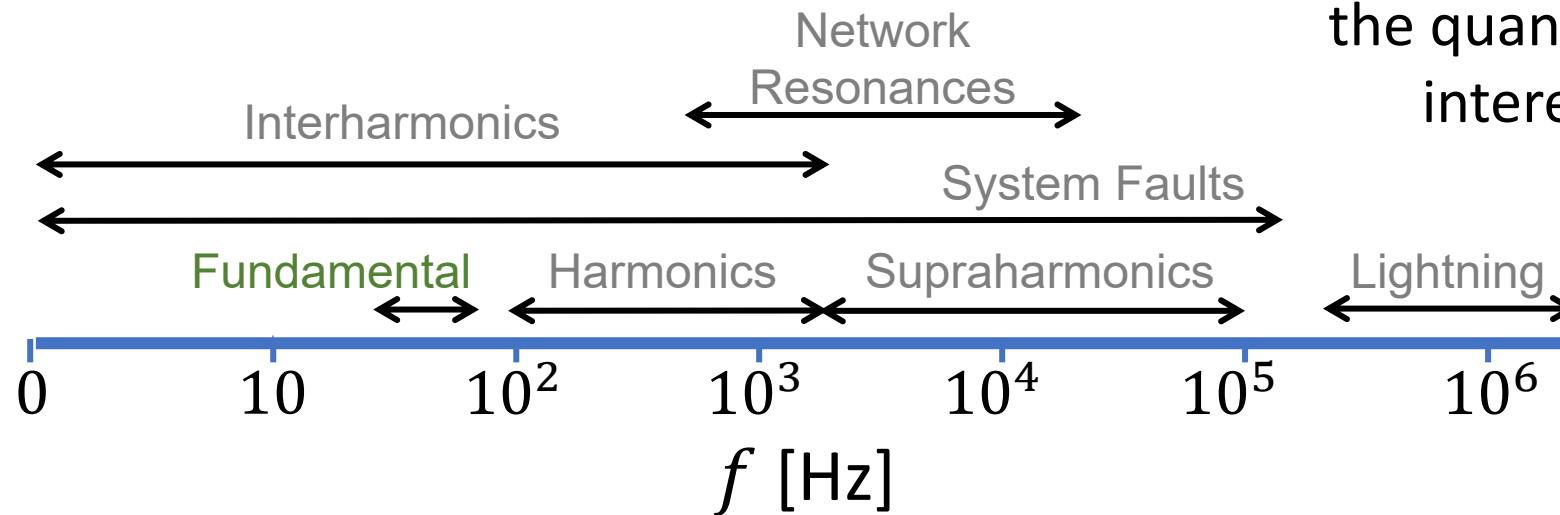 Network
Resonances
the quan
intere
Interharmonics
System Faults
Fundamental Harmonics Supraharmonics Lightning
0 10 10² 10³ 10⁴ 10⁵ 10⁶
f [Hz]